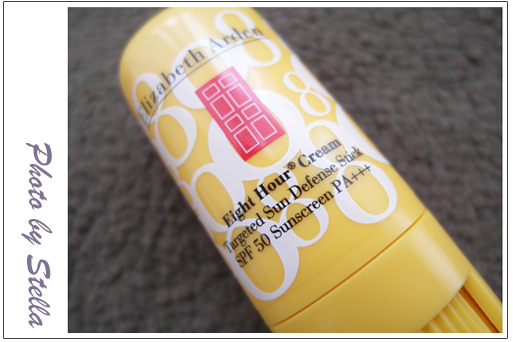 Elizabeth Arden
Eight Hour® Cream
Targeted Sun Defense Stick
SPF 50 Sunscreen PA+++
Photo by Stella